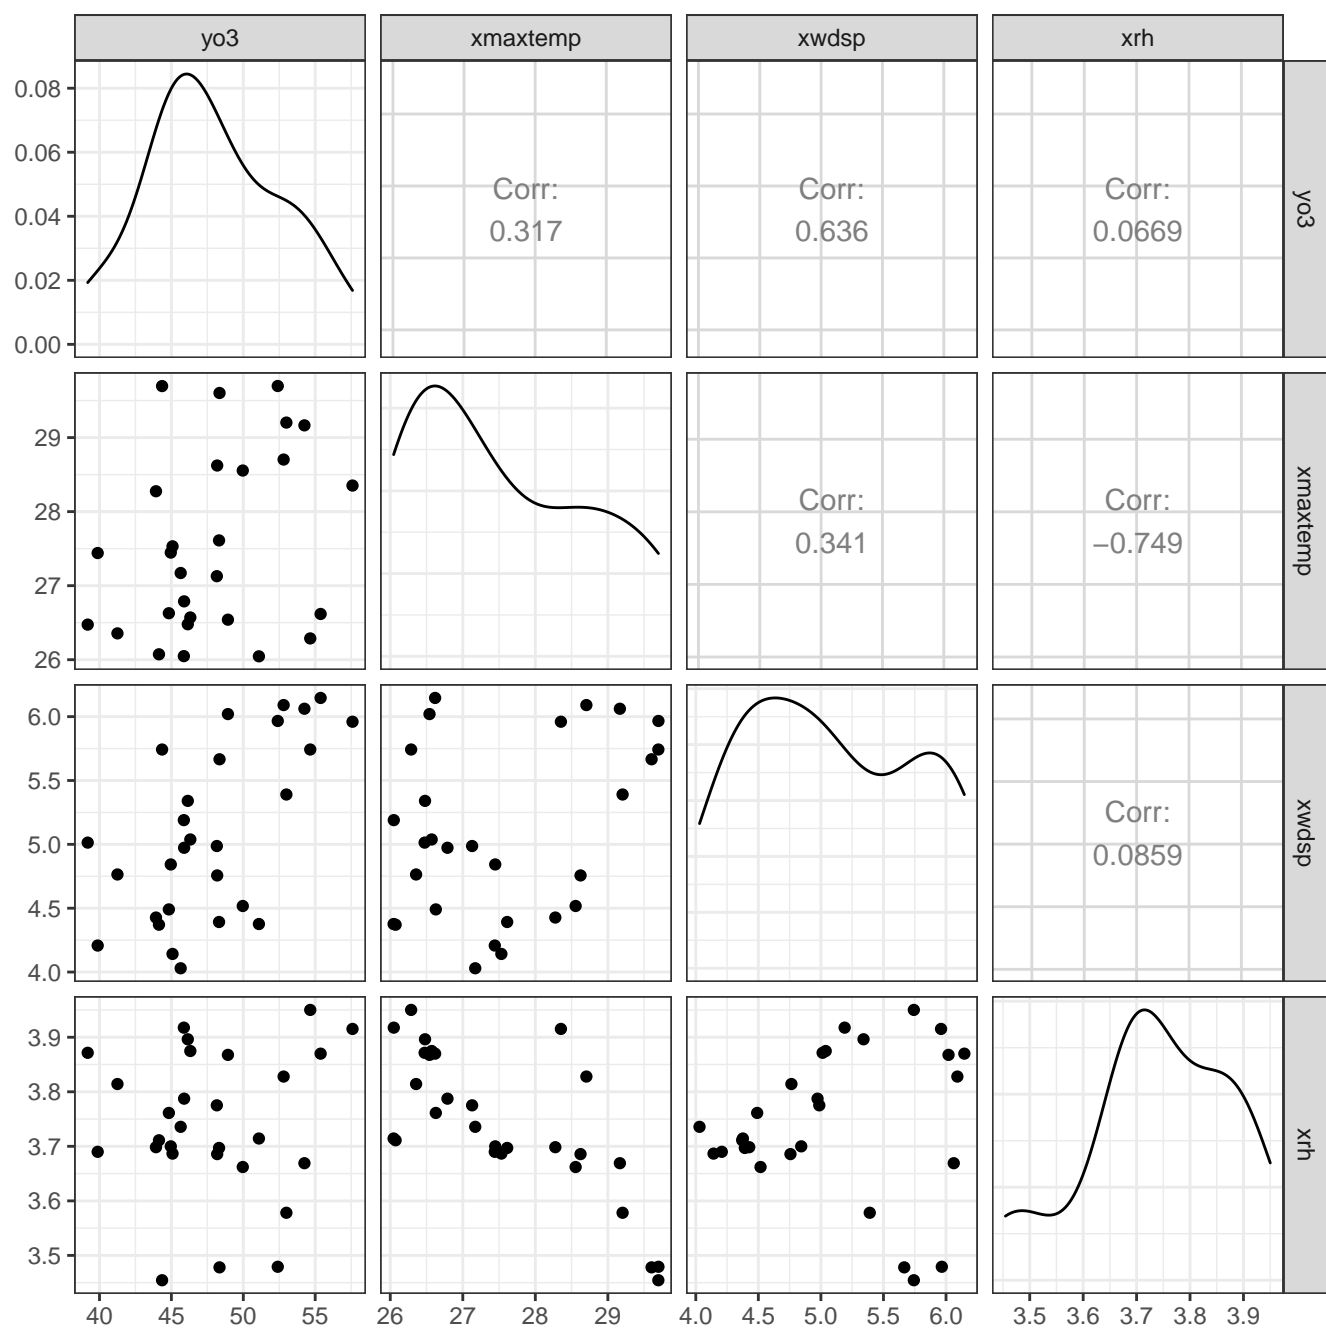 yo3 xmaxtemp xwdsp xrh
0.08
0.06
0.04
0.02
0.00
Corr:
0.317
Corr:
0.636
Corr:
0.0669
yo3
29
28
27
26
Corr:
0.341
Corr:
−0.749
xmaxtemp
6.0
5.5
5.0
4.5
4.0
Corr:
0.0859
xwdsp
3.9
3.8
3.7
3.6
3.5
xrh
40 45 50 55 26 27 28 29 4.0 4.5 5.0 5.5 6.0 3.5 3.6 3.7 3.8 3.9